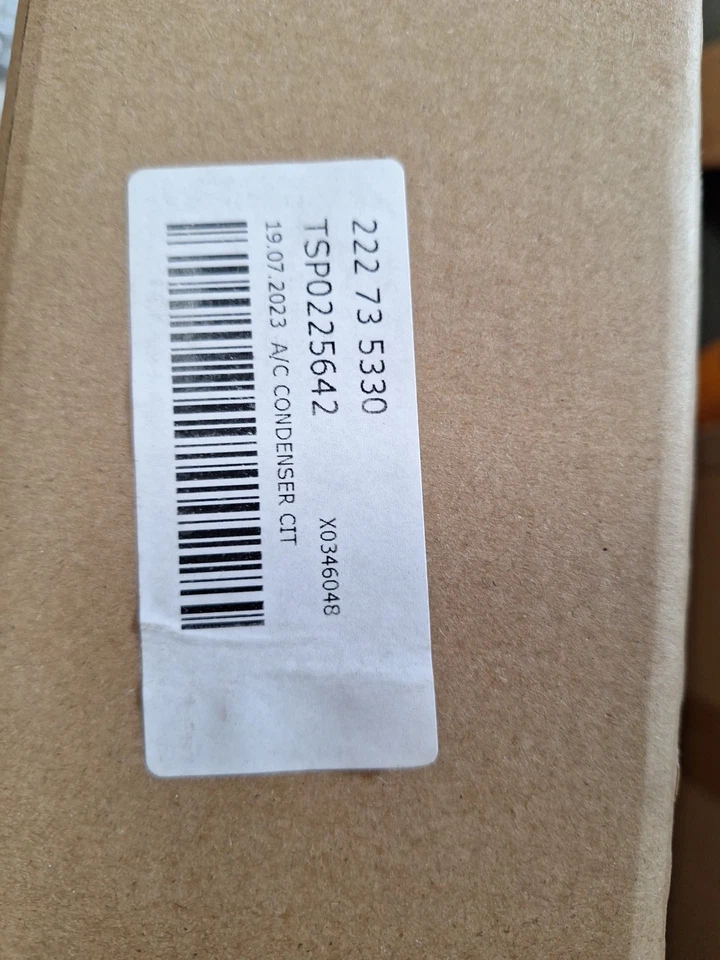 222 73 5330
TSP0225642 X0346048
19.07.2023 A/C CONDENSER CIT